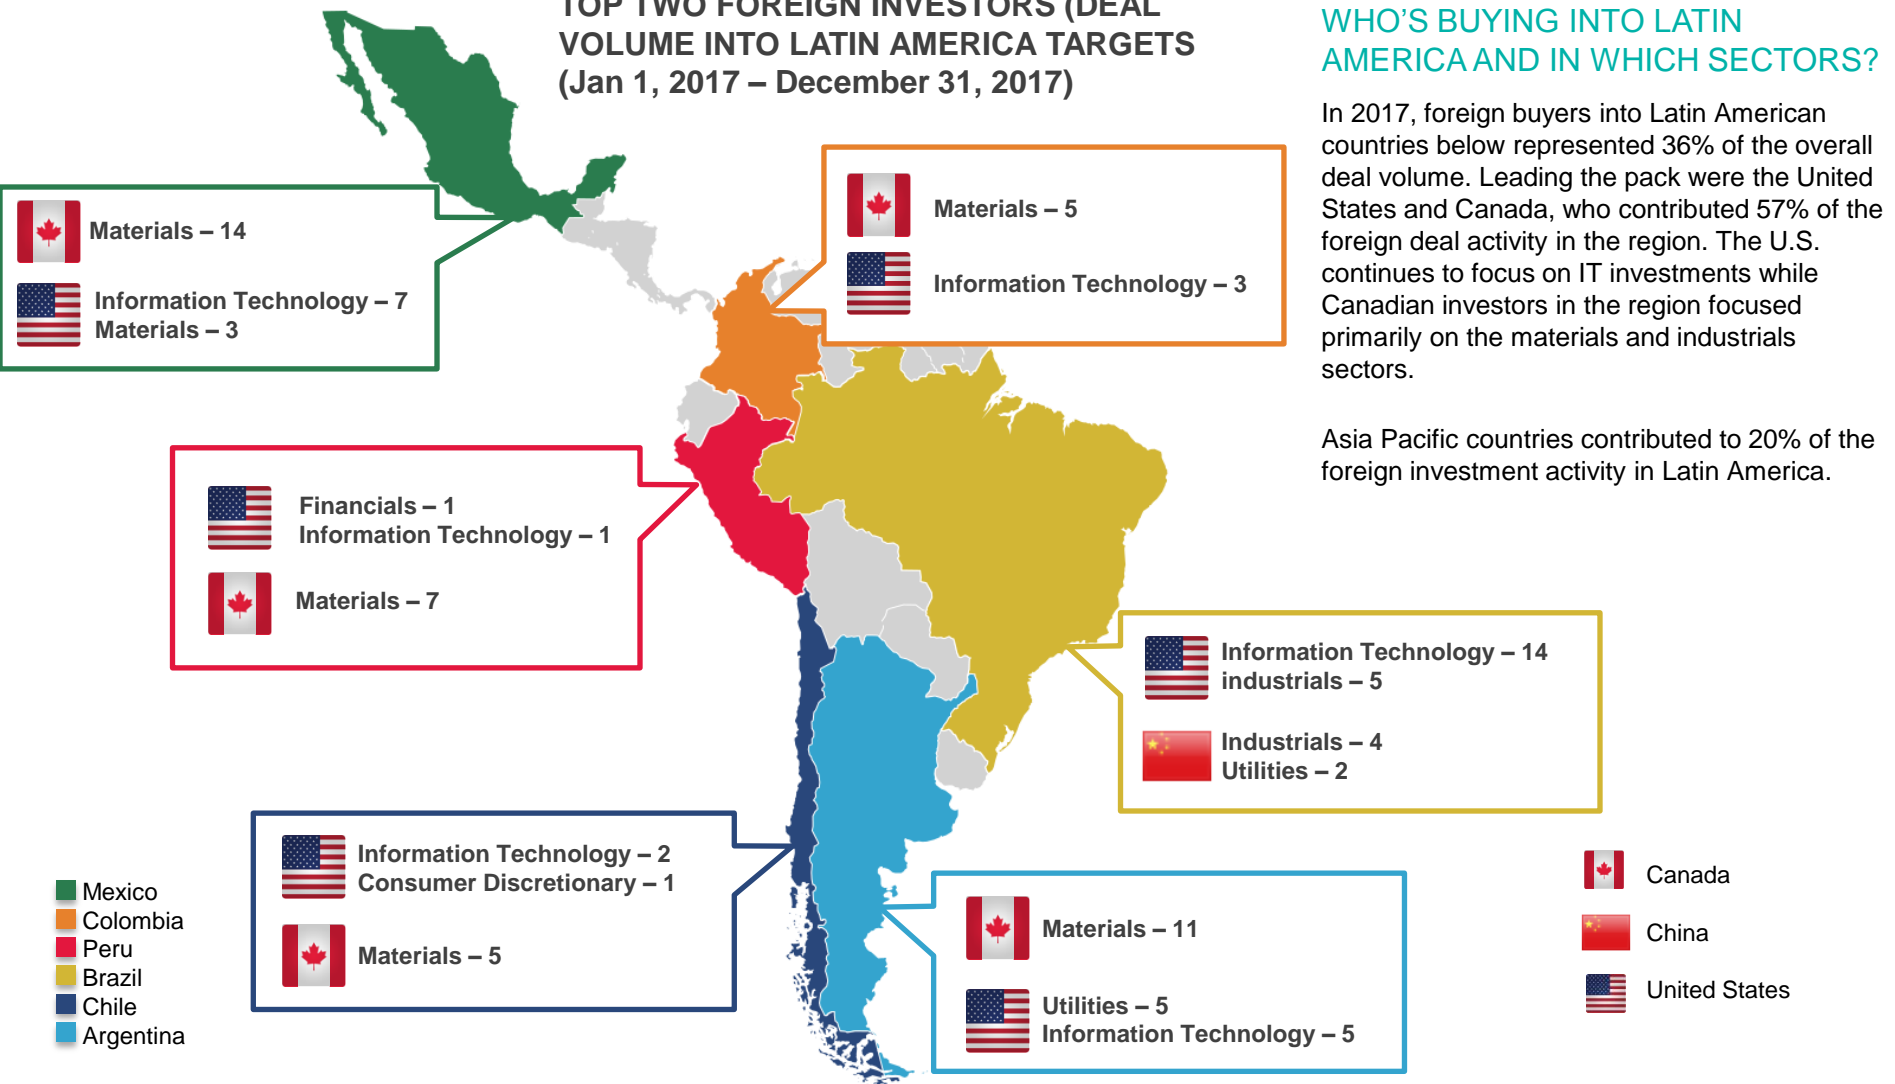 TOP TWO FOREIGN INVESTORS (DEAL
VOLUME INTO LATIN AMERICA TARGETS
(Jan 1, 2017 – December 31, 2017)
WHO'S BUYING INTO LATIN
AMERICA AND IN WHICH SECTORS?
In 2017, foreign buyers into Latin American
countries below represented 36% of the overall
deal volume. Leading the pack were the United
States and Canada, who contributed 57% of the
foreign deal activity in the region. The U.S.
continues to focus on IT investments while
Canadian investors in the region focused
primarily on the materials and industrials
sectors.
Asia Pacific countries contributed to 20% of the
foreign investment activity in Latin America.
Materials – 14
Information Technology – 7
Materials – 3
Materials – 5
Information Technology – 3
Financials – 1
Information Technology – 1
Materials – 7
Information Technology – 14
industrials – 5
Industrials – 4
Utilities – 2
Information Technology – 2
Consumer Discretionary – 1
Materials – 5
Materials – 11
Utilities – 5
Information Technology – 5
Mexico
Colombia
Peru
Brazil
Chile
Argentina
Canada
China
United States